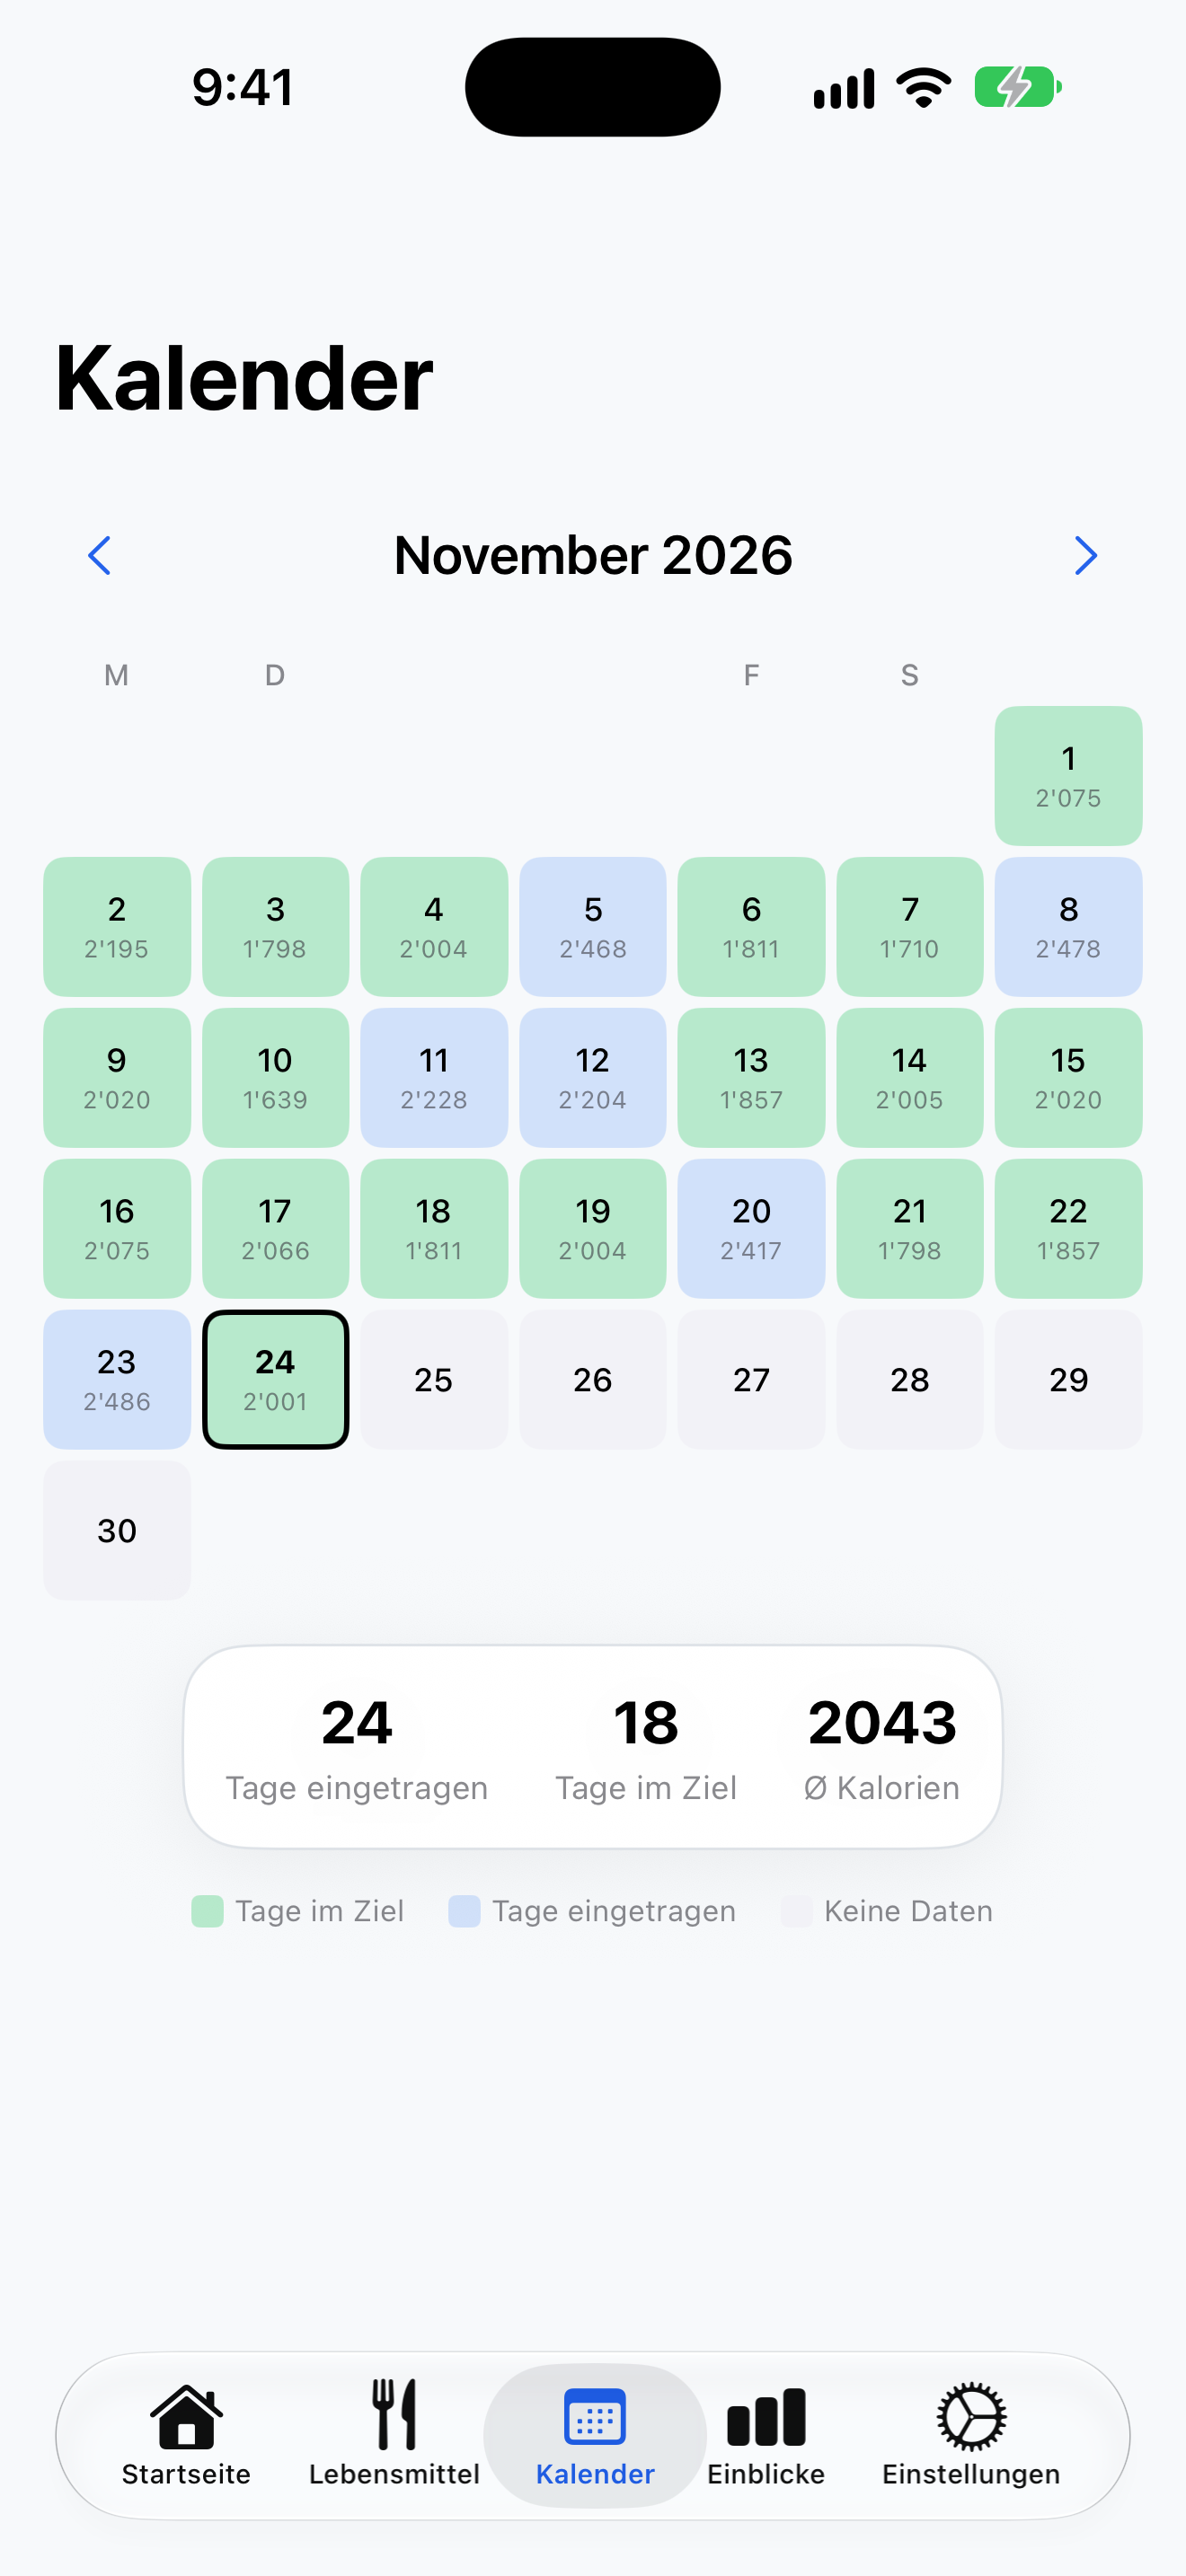 9:41
Kalender
November 2026
M D F S
1
2'075
2 3 4 5 6 7 8
2'195 1'798 2'004 2'468 1'811 1'710 2'478
9 10 11 12 13 14 15
2'020 1'639 2'228 2'204 1'857 2'005 2'020
16 17 18 19 20 21 22
2'075 2'066 1'811 2'004 2'417 1'798 1'857
23 24 25 26 27 28 29
2'486 2'001
30
24 18 2043
Tage eingetragen Tage im Ziel Ø Kalorien
Tage im Ziel Tage eingetragen Keine Daten
Startseite Lebensmittel Kalender Einblicke Einstellungen